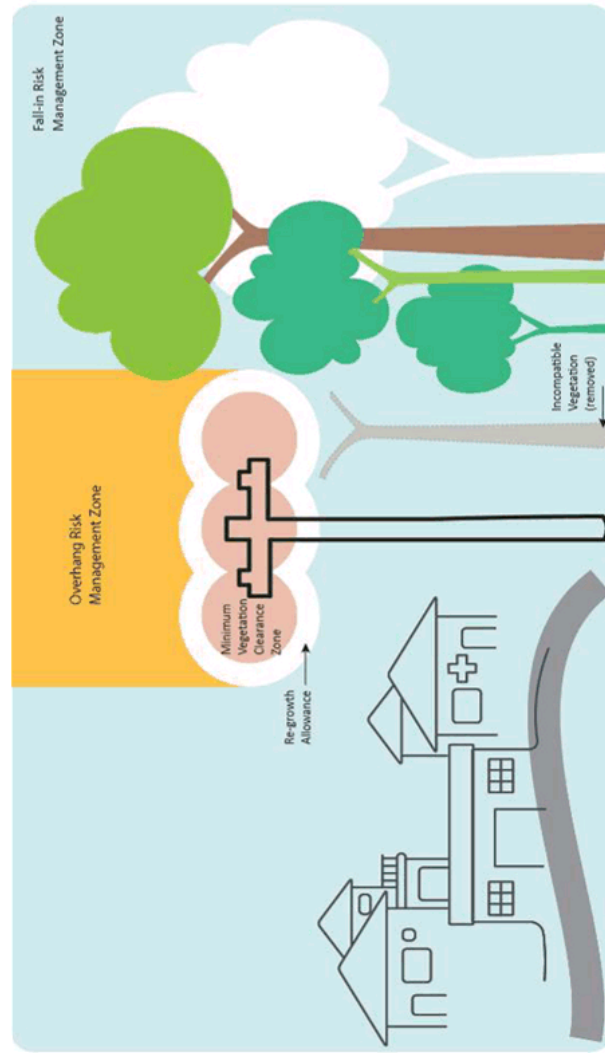 Fall-in Risk
Management Zone
Overhang Risk
Management Zone
Minimum
Vegetation
Clearance
Zone
Re-growth
Allowance
Incompatible
Vegetation
(removed)